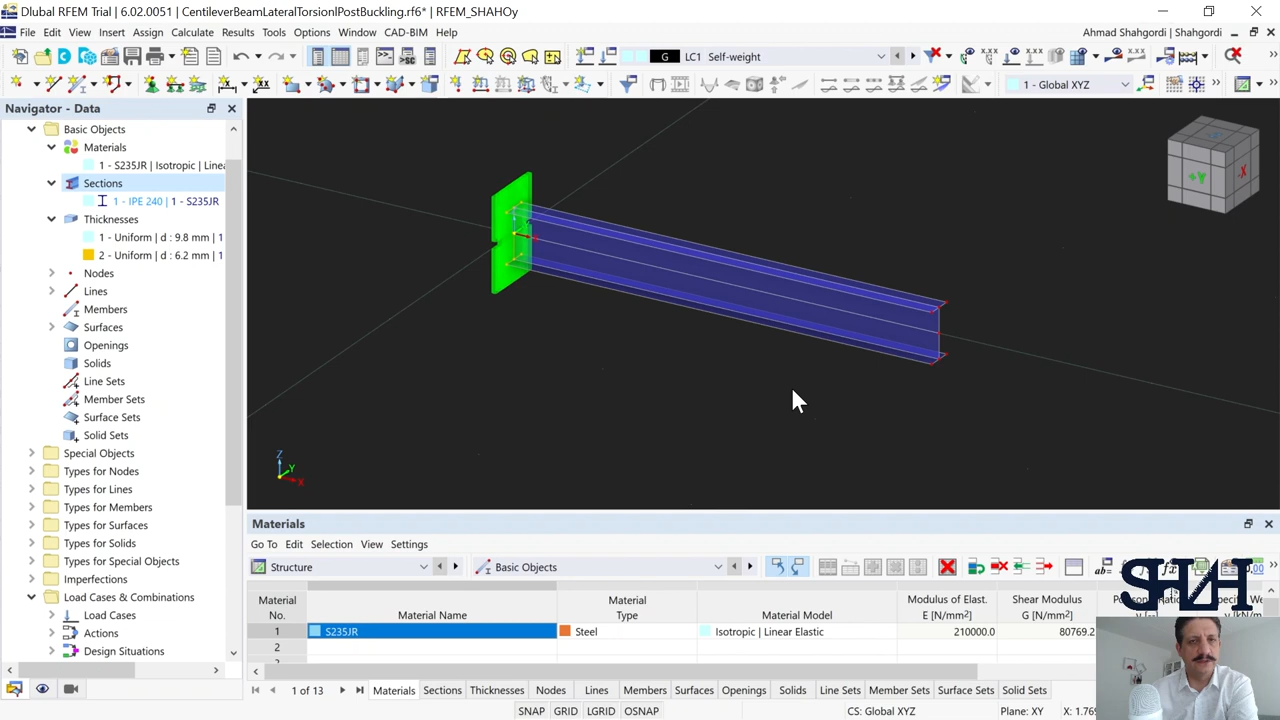 Dlubal RFEM Trial | 6.02.0051 | CentileverBeamLateralTorsionlPostBuckling.rf6* | RFEM_SHAHOy
File Edit View Insert Assign Calculate Results Tools Options Window CAD-BIM Help
Ahmad Shahgordi | Shahgordi
G LC1 Self-weight
1 - Global XYZ
Navigator - Data
Basic Objects
Materials
1 - S235JR | Isotropic | Linea
Sections
1 - IPE 240 | 1 - S235JR
Thicknesses
1 - Uniform | d : 9.8 mm | 1
2 - Uniform | d : 6.2 mm | 1
Nodes
Lines
Members
Surfaces
Openings
Solids
Line Sets
Member Sets
Surface Sets
Solid Sets
Special Objects
Types for Nodes
Types for Lines
Types for Members
Types for Surfaces
Types for Solids
Types for Special Objects
Imperfections
Load Cases & Combinations
Load Cases
Actions
Design Situations
+Y
-X
Z
Y
X
Materials
Go To Edit Selection View Settings
Structure
Basic Objects
SHAH
Material No.
Material Name
Material Type
Material Model
Modulus of Elast. E [N/mm²]
Shear Modulus G [N/mm²]
1 S235JR Steel Isotropic | Linear Elastic 210000.0 80769.2
2
3
1 of 13 Materials Sections Thicknesses Nodes Lines Members Surfaces Openings Solids Line Sets Member Sets Surface Sets Solid Sets
SNAP GRID LGRID OSNAP CS: Global XYZ Plane: XY X: 1.769